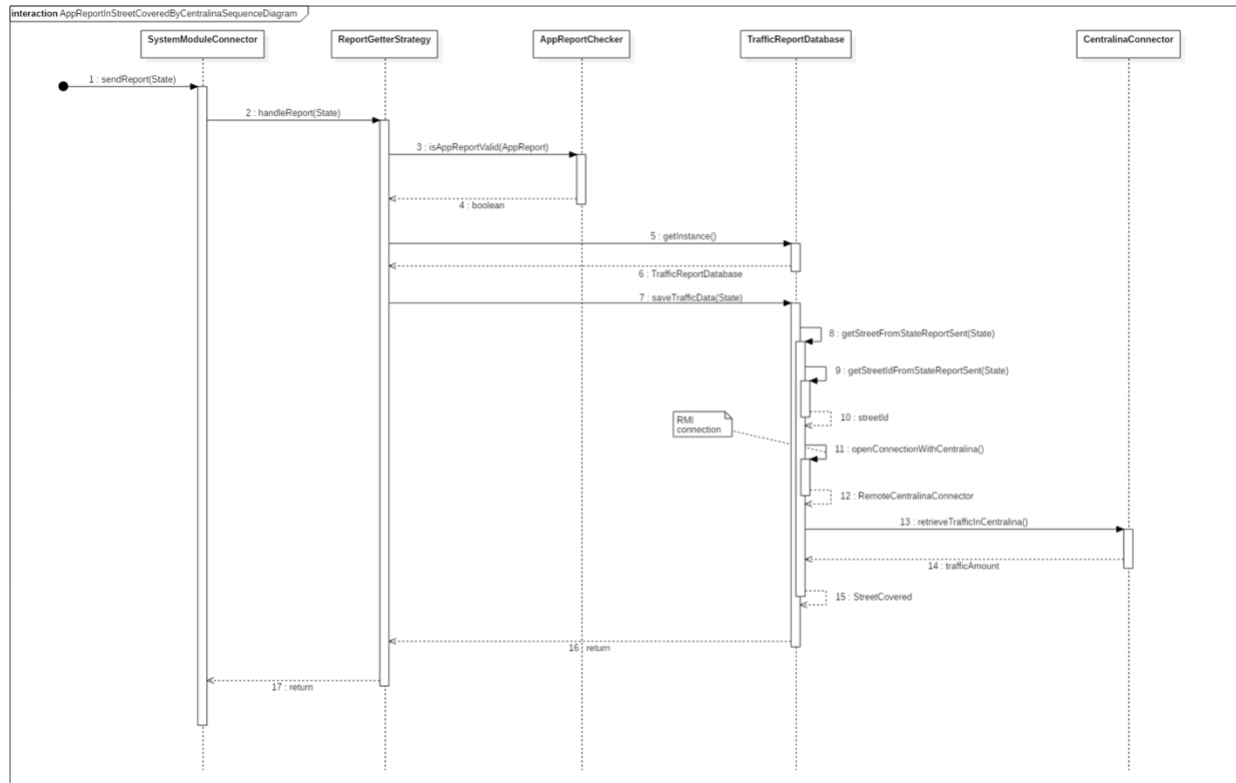 interaction AppReportInStreetCoveredByCentralinaSequenceDiagram
SystemModuleConnector
ReportGetterStrategy
AppReportChecker
TrafficReportDatabase
CentralinaConnector
1 : sendReport(State)
2 : handleReport(State)
3 : isAppReportValid(AppReport)
4 : boolean
5 : getInstance()
6 : TrafficReportDatabase
7 : saveTrafficData(State)
8 : getStreetFromStateReportSent(State)
9 : getStreetIdFromStateReportSent(State)
10 : streetId
RMI
connection
11 : openConnectionWithCentralina()
12 : RemoteCentralinaConnector
13 : retrieveTrafficInCentralina()
14 : trafficAmount
15 : StreetCovered
16 : return
17 : return